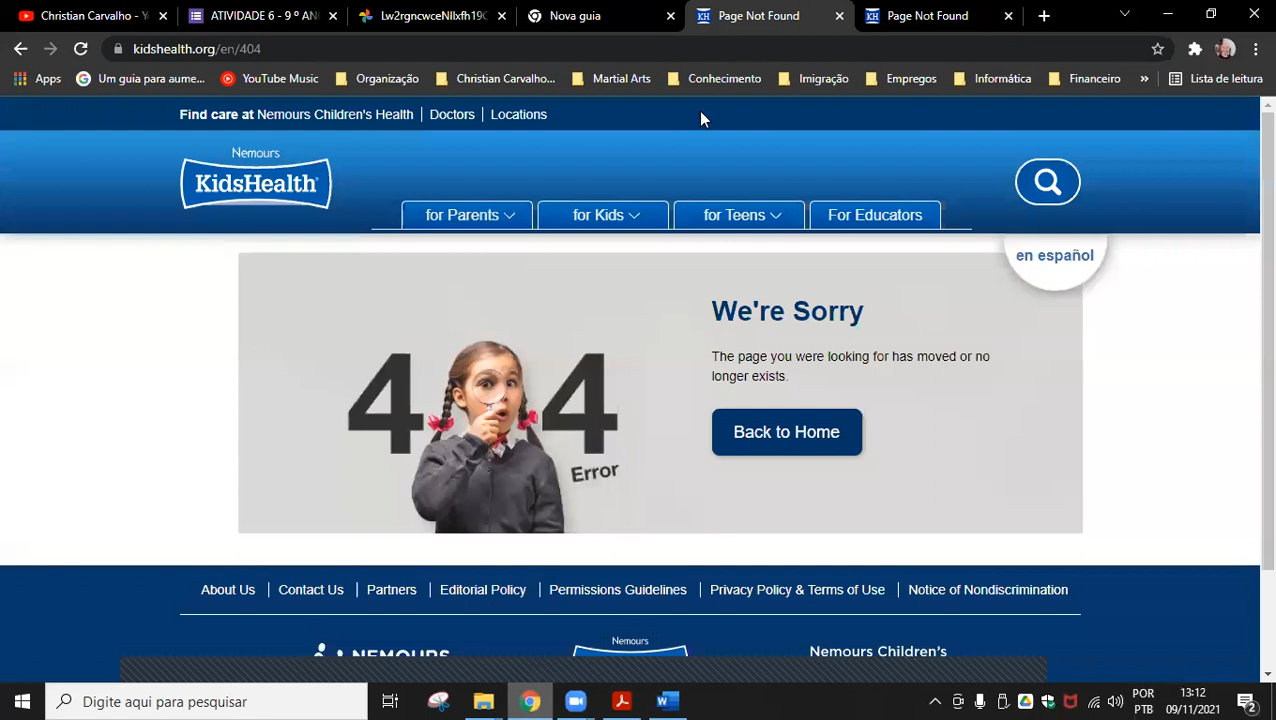 Christian Carvalho - Y
ATIVIDADE 6 - 9 º AN
Nova guia
Page Not Found
Page Not Found
kidshealth.org/en/404
Apps
Um guia para aume...
YouTube Music
Organização
Christian Carvalho...
Martial Arts
Conhecimento
Imigração
Empregos
Informática
Financeiro
»
Lista de leitura
Find care at Nemours Children's Health
Doctors
Locations
Nemours
KidsHealth®
for Parents
for Kids
for Teens
For Educators
en español
We're Sorry
The page you were looking for has moved or no
longer exists.
Back to Home
4 4
Error
About Us
Contact Us
Partners
Editorial Policy
Permissions Guidelines
Privacy Policy & Terms of Use
Notice of Nondiscrimination
NEMOURS
Nemours
Nemours Children's
Digite aqui para pesquisar
POR
PTB
13:12
09/11/2021
2